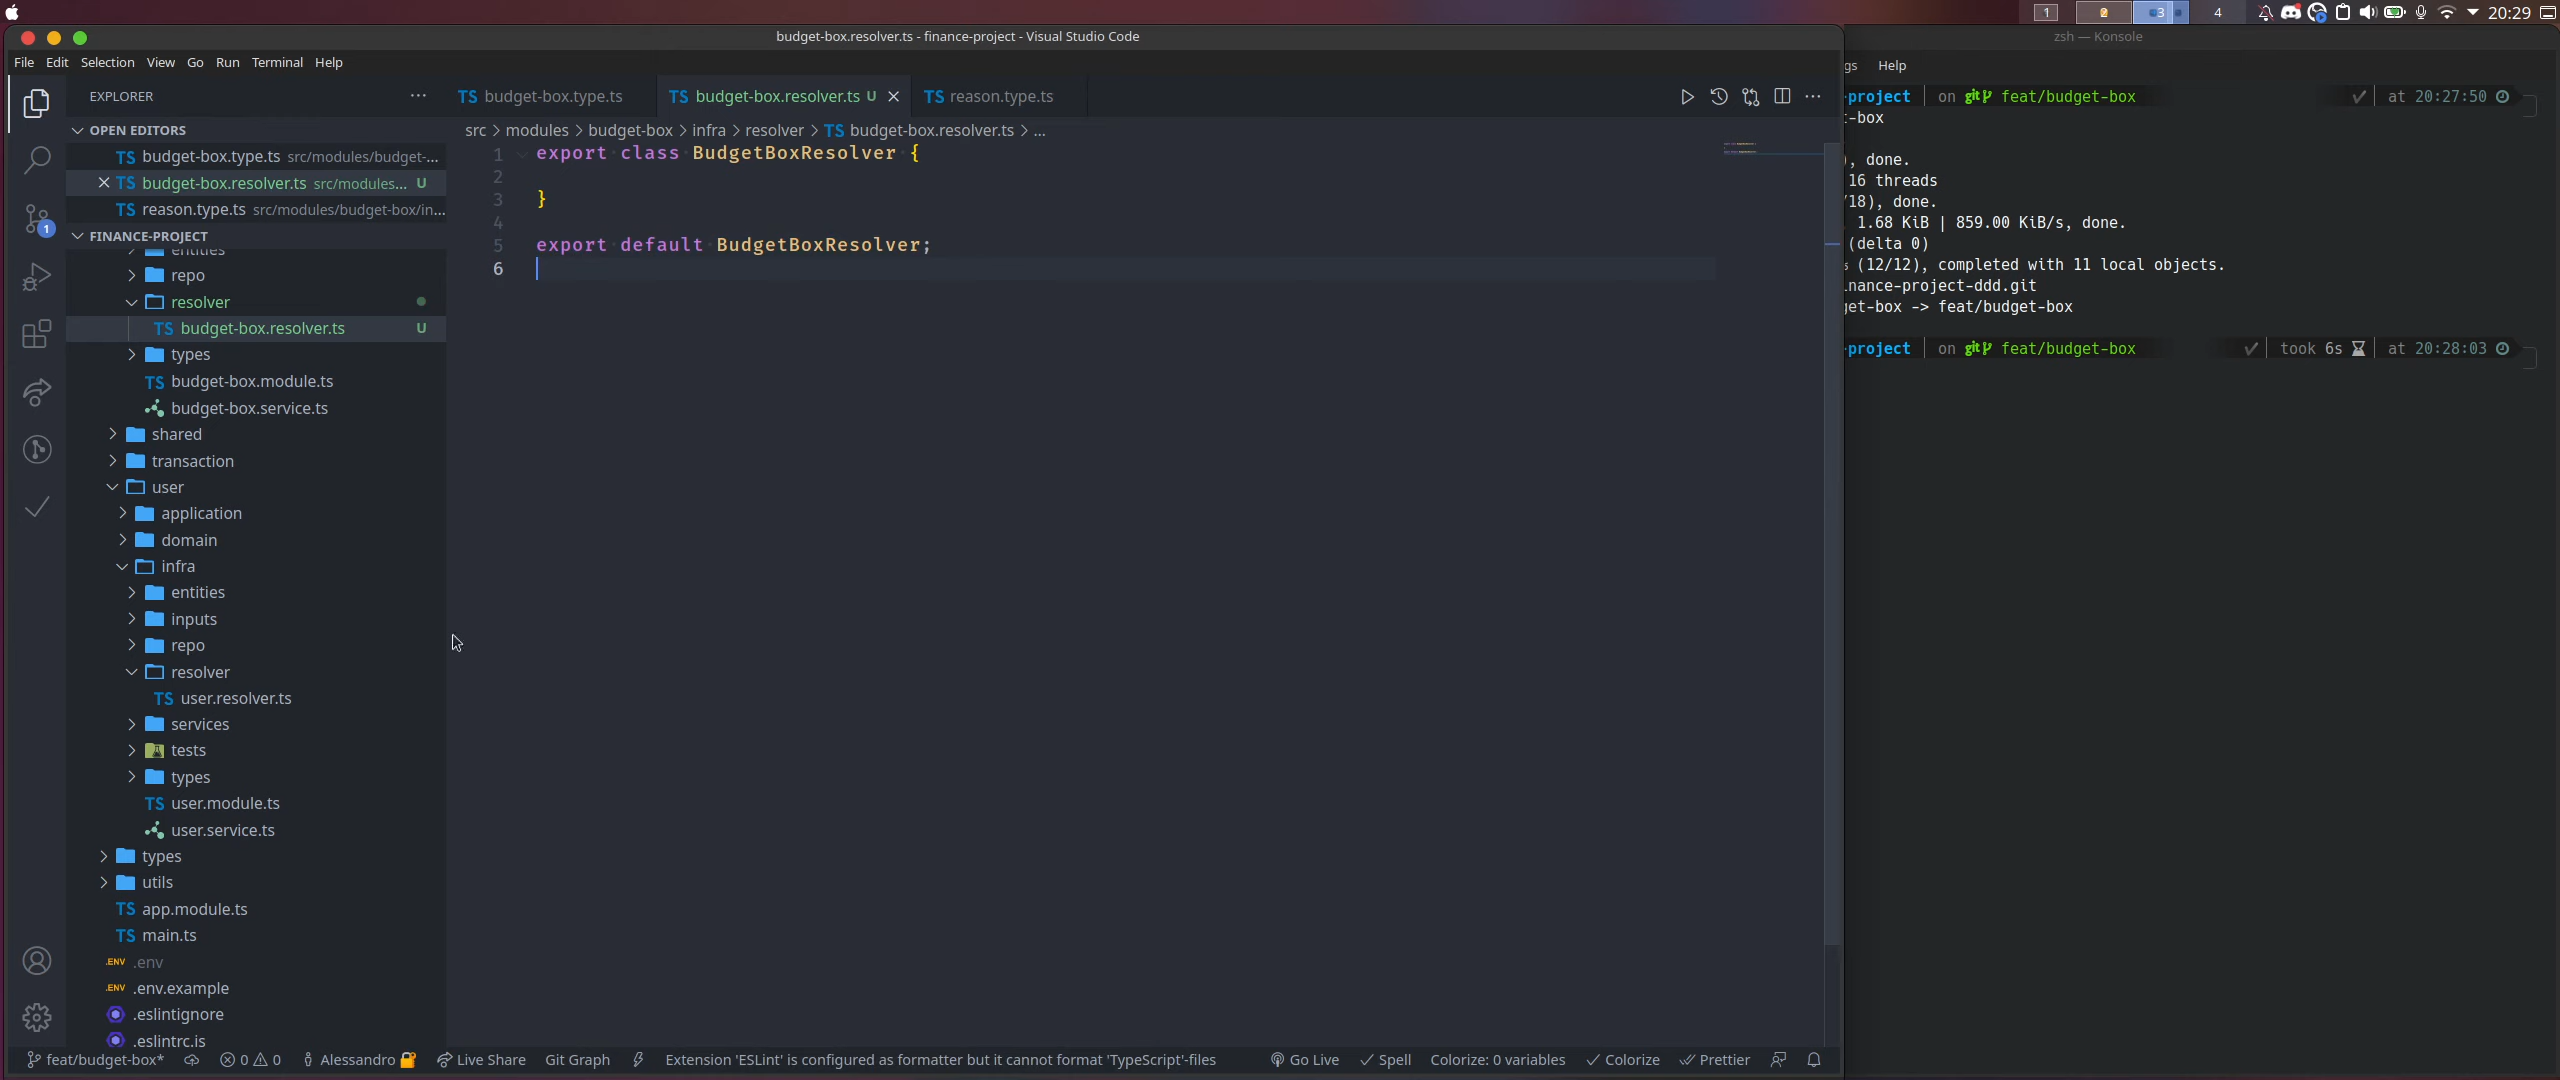 1 2 3 4 20:29
budget-box.resolver.ts - finance-project - Visual Studio Code
zsh — Konsole
File Edit Selection View Go Run Terminal Help
gs Help
EXPLORER
TS budget-box.type.ts
TS budget-box.resolver.ts U
TS reason.type.ts
OPEN EDITORS
TS budget-box.type.ts src/modules/budget-...
TS budget-box.resolver.ts src/modules... U
TS reason.type.ts src/modules/budget-box/in...
FINANCE-PROJECT
entities
repo
resolver
TS budget-box.resolver.ts U
types
TS budget-box.module.ts
budget-box.service.ts
shared
transaction
user
application
domain
infra
entities
inputs
repo
resolver
TS user.resolver.ts
services
tests
types
TS user.module.ts
user.service.ts
types
utils
TS app.module.ts
TS main.ts
.ENV .env
.ENV .env.example
.eslintignore
.eslintrc.js
src > modules > budget-box > infra > resolver > TS budget-box.resolver.ts > ...
1 export class BudgetBoxResolver {
2
3 }
4
5 export default BudgetBoxResolver;
6
-project on git feat/budget-box at 20:27:50
t-box
), done.
16 threads
/18), done.
1.68 KiB | 859.00 KiB/s, done.
(delta 0)
s (12/12), completed with 11 local objects.
inance-project-ddd.git
get-box -> feat/budget-box
-project on git feat/budget-box took 6s at 20:28:03
1
feat/budget-box* 0 0 Alessandro Live Share Git Graph Extension 'ESLint' is configured as formatter but it cannot format 'TypeScript'-files Go Live Spell Colorize: 0 variables Colorize Prettier